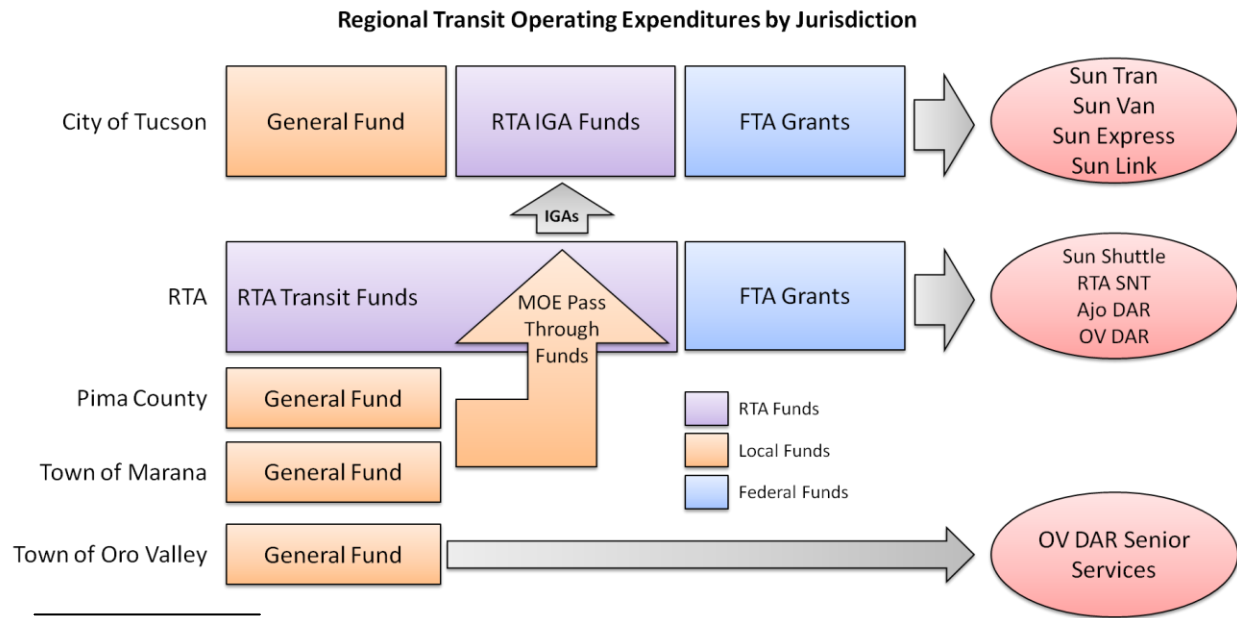 Regional Transit Operating Expenditures by Jurisdiction
City of Tucson
General Fund
RTA IGA Funds
FTA Grants
Sun Tran
Sun Van
Sun Express
Sun Link
IGAs
RTA
RTA Transit Funds
MOE Pass
Through
Funds
FTA Grants
Sun Shuttle
RTA SNT
Ajo DAR
OV DAR
Pima County
General Fund
Town of Marana
General Fund
RTA Funds
Local Funds
Federal Funds
Town of Oro Valley
General Fund
OV DAR Senior
Services